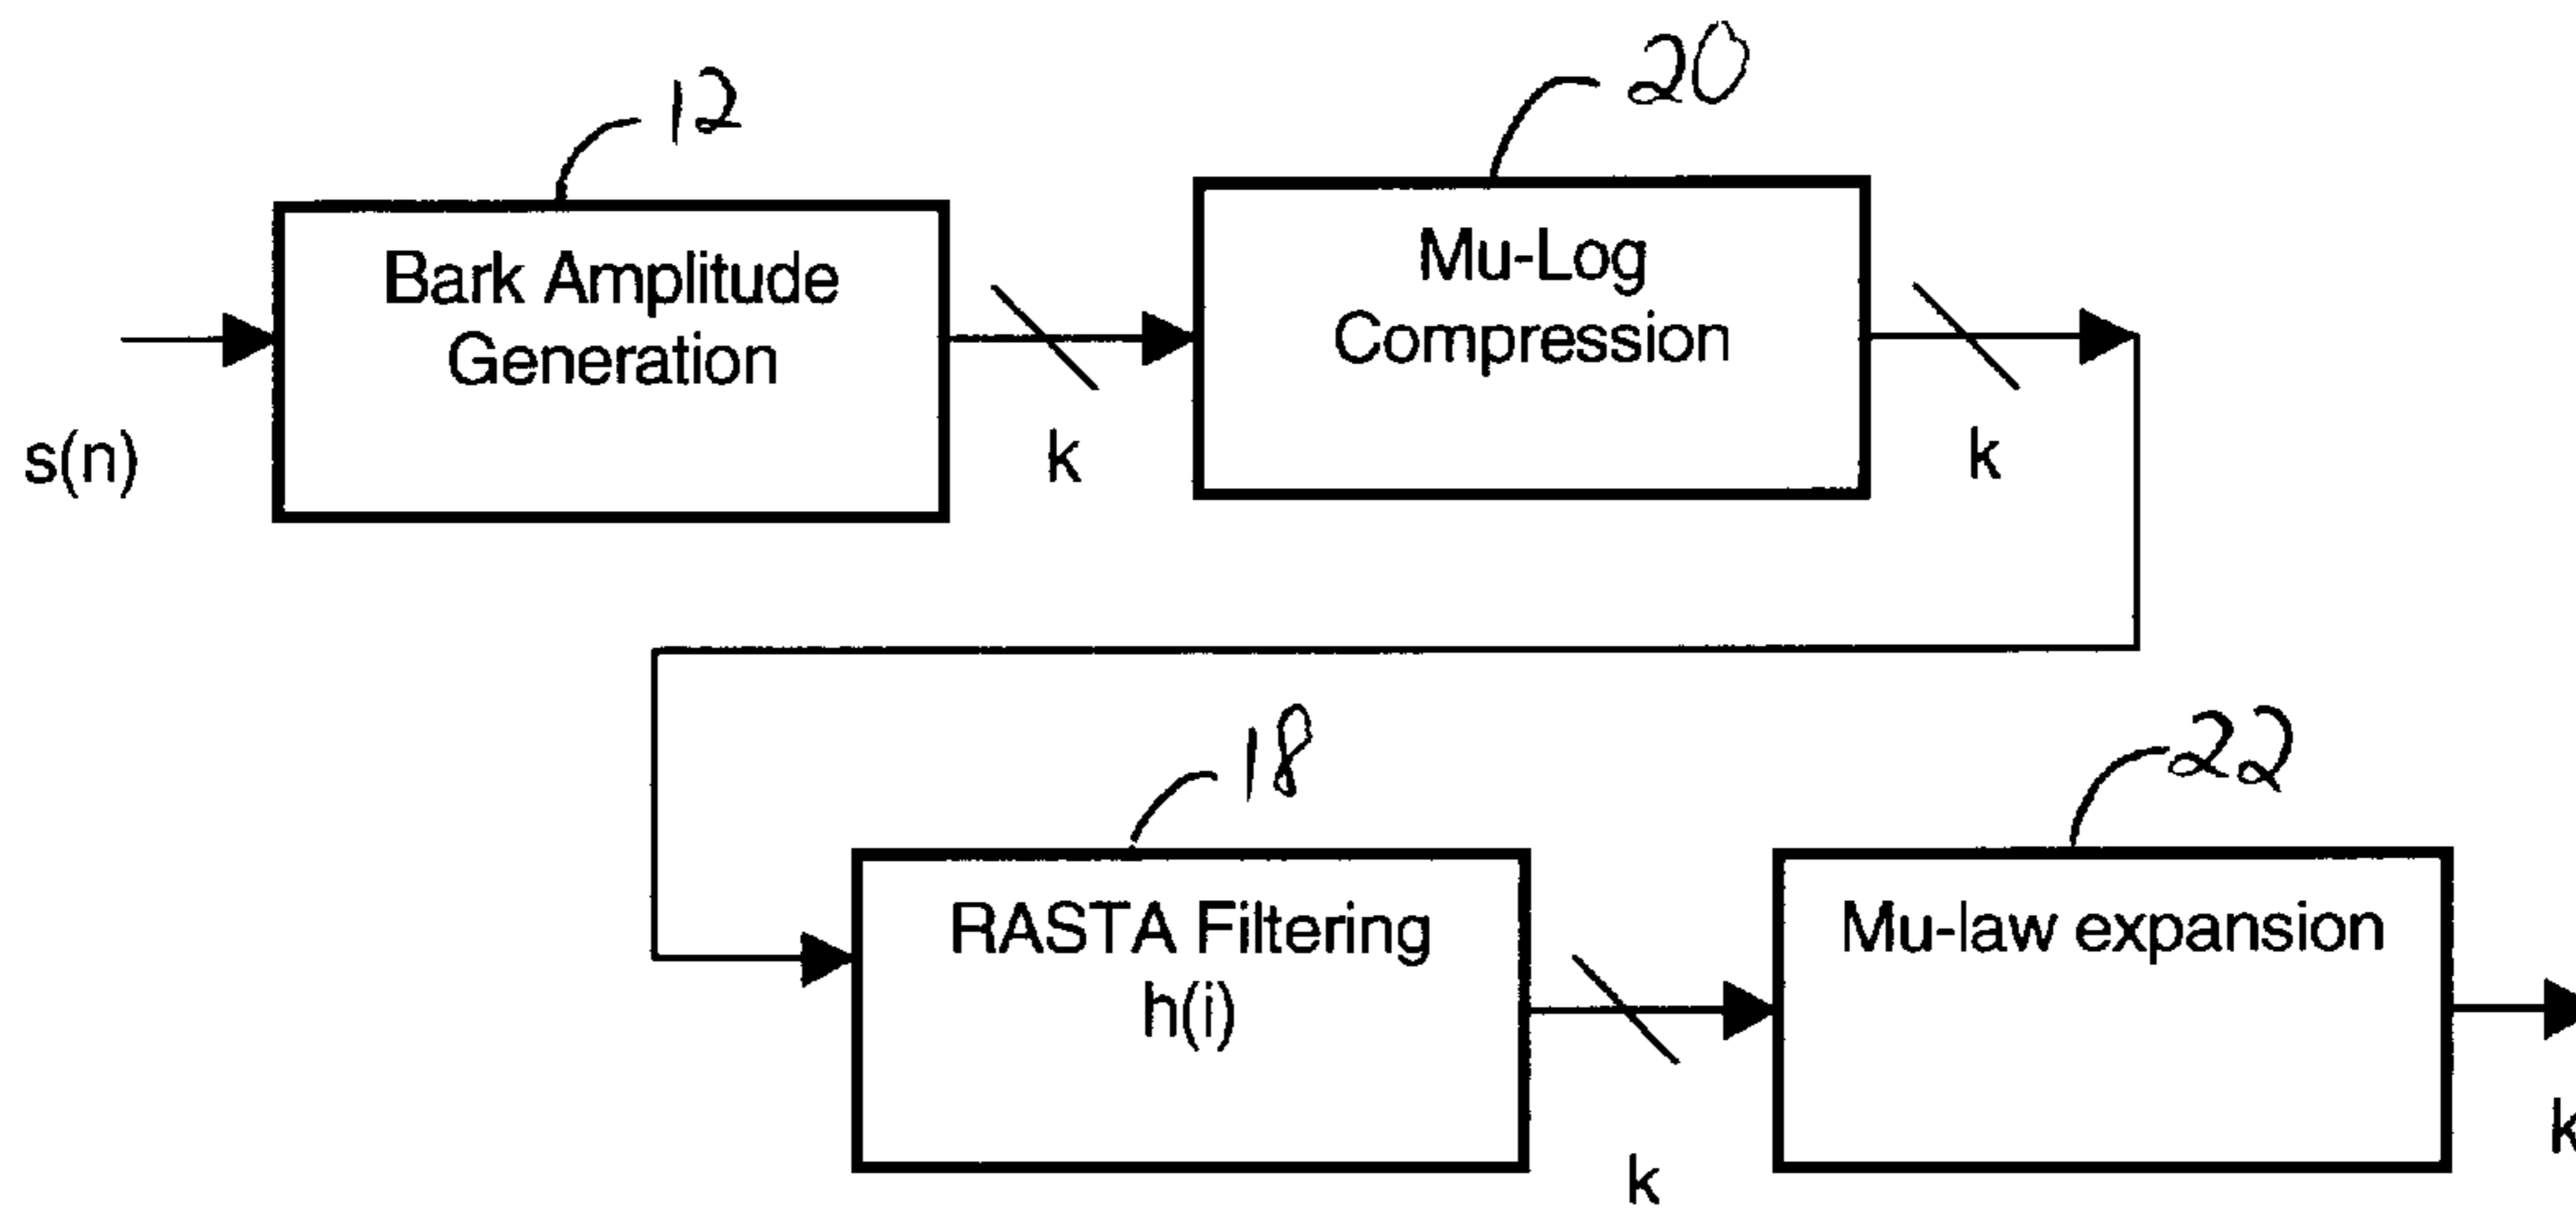 12
20
Bark Amplitude
Generation
Mu-Log
Compression
s(n)
k
k
18
22
RASTA Filtering
h(i)
Mu-law expansion
k
k